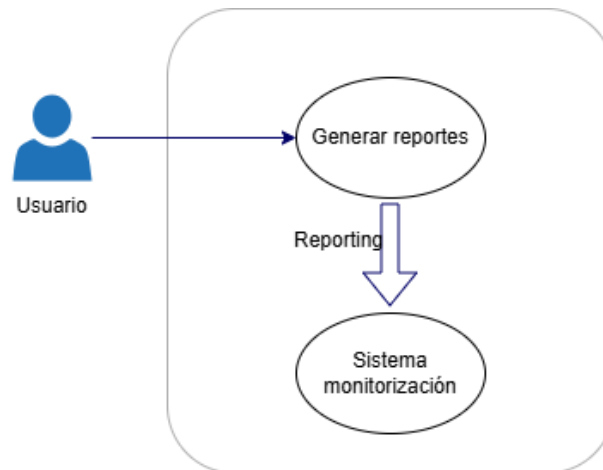 Generar reportes
Usuario
Reporting
Sistema
monitorización